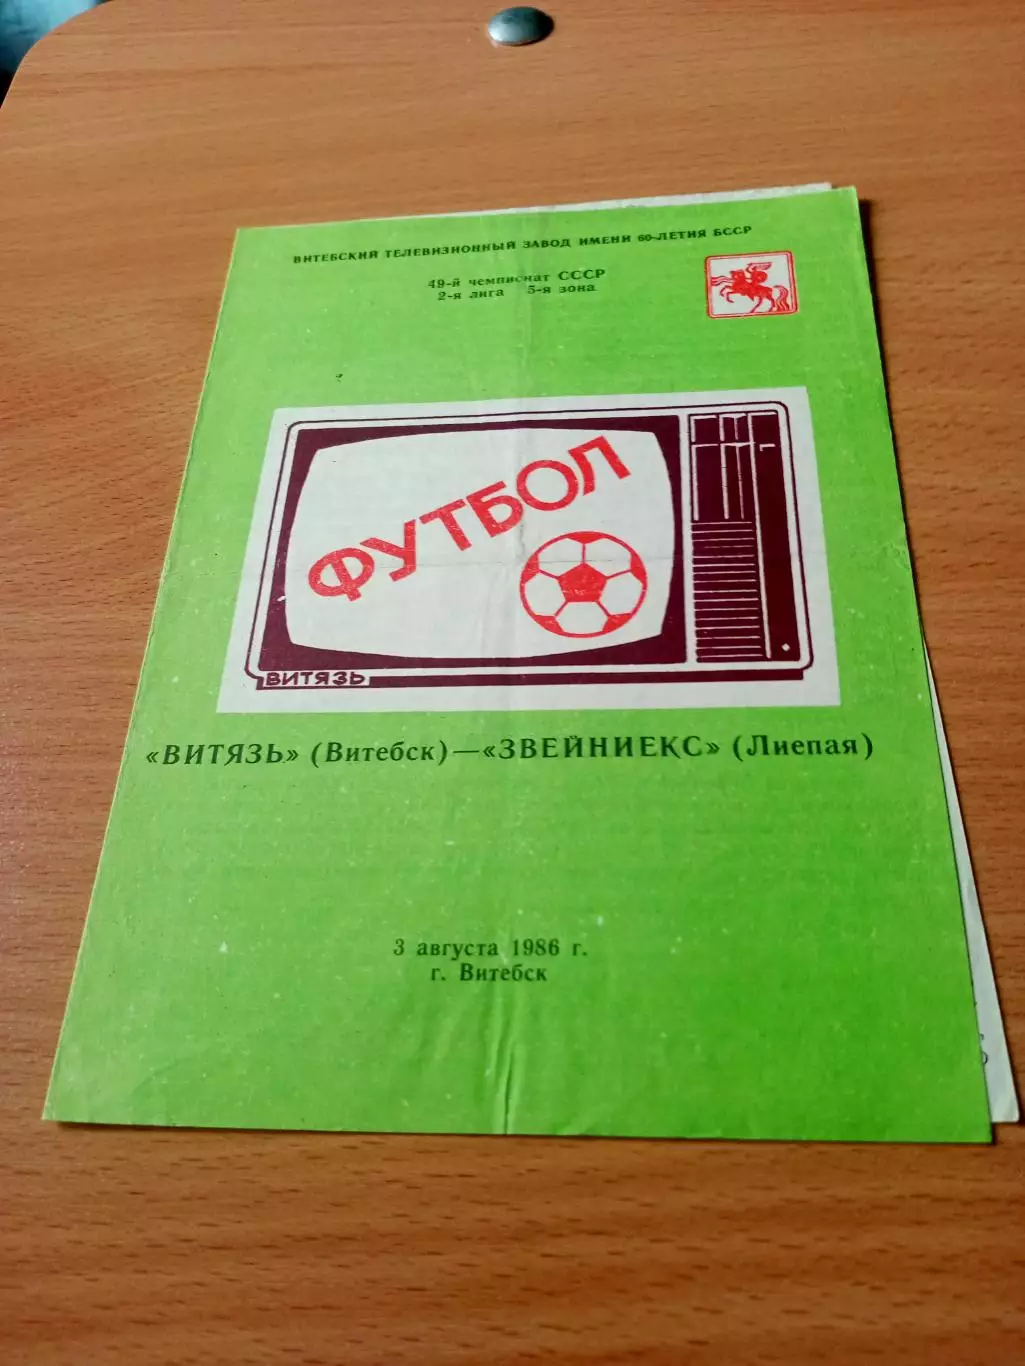 ВИТЕБСКИЙ ТЕЛЕВИЗИОННЫЙ ЗАВОД ИМЕНИ 60-ЛЕТИЯ БССР
49-й чемпионат СССР
2-я лига 5-я зона
ФУТБОЛ
ВИТЯЗЬ
«ВИТЯЗЬ» (Витебск)—«ЗВЕЙНИЕКС» (Лиепая)
3 августа 1986 г.
г. Витебск